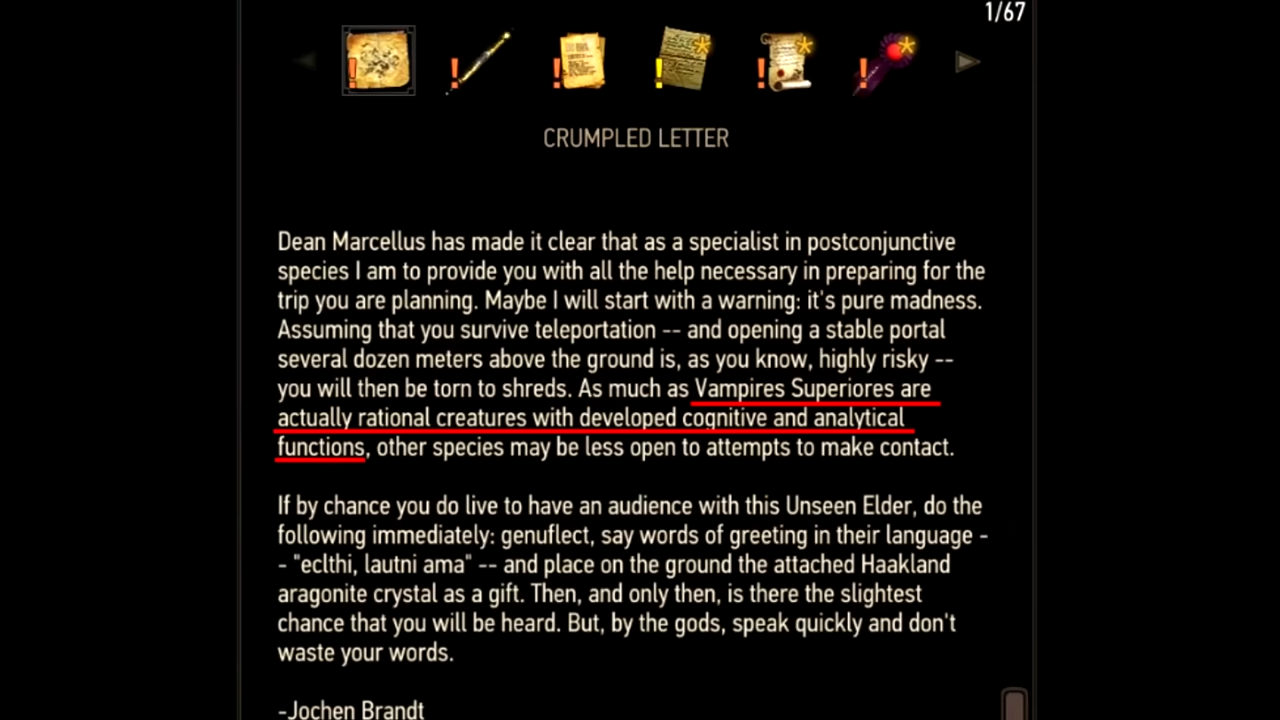 1/67
CRUMPLED LETTER
Dean Marcellus has made it clear that as a specialist in postconjunctive
species I am to provide you with all the help necessary in preparing for the
trip you are planning. Maybe I will start with a warning: it's pure madness.
Assuming that you survive teleportation -- and opening a stable portal
several dozen meters above the ground is, as you know, highly risky --
you will then be torn to shreds. As much as Vampires Superiores are
actually rational creatures with developed cognitive and analytical
functions, other species may be less open to attempts to make contact.
If by chance you do live to have an audience with this Unseen Elder, do the
following immediately: genuflect, say words of greeting in their language -
- "eclthi, lautni ama" -- and place on the ground the attached Haakland
aragonite crystal as a gift. Then, and only then, is there the slightest
chance that you will be heard. But, by the gods, speak quickly and don't
waste your words.
-Jochen Brandt